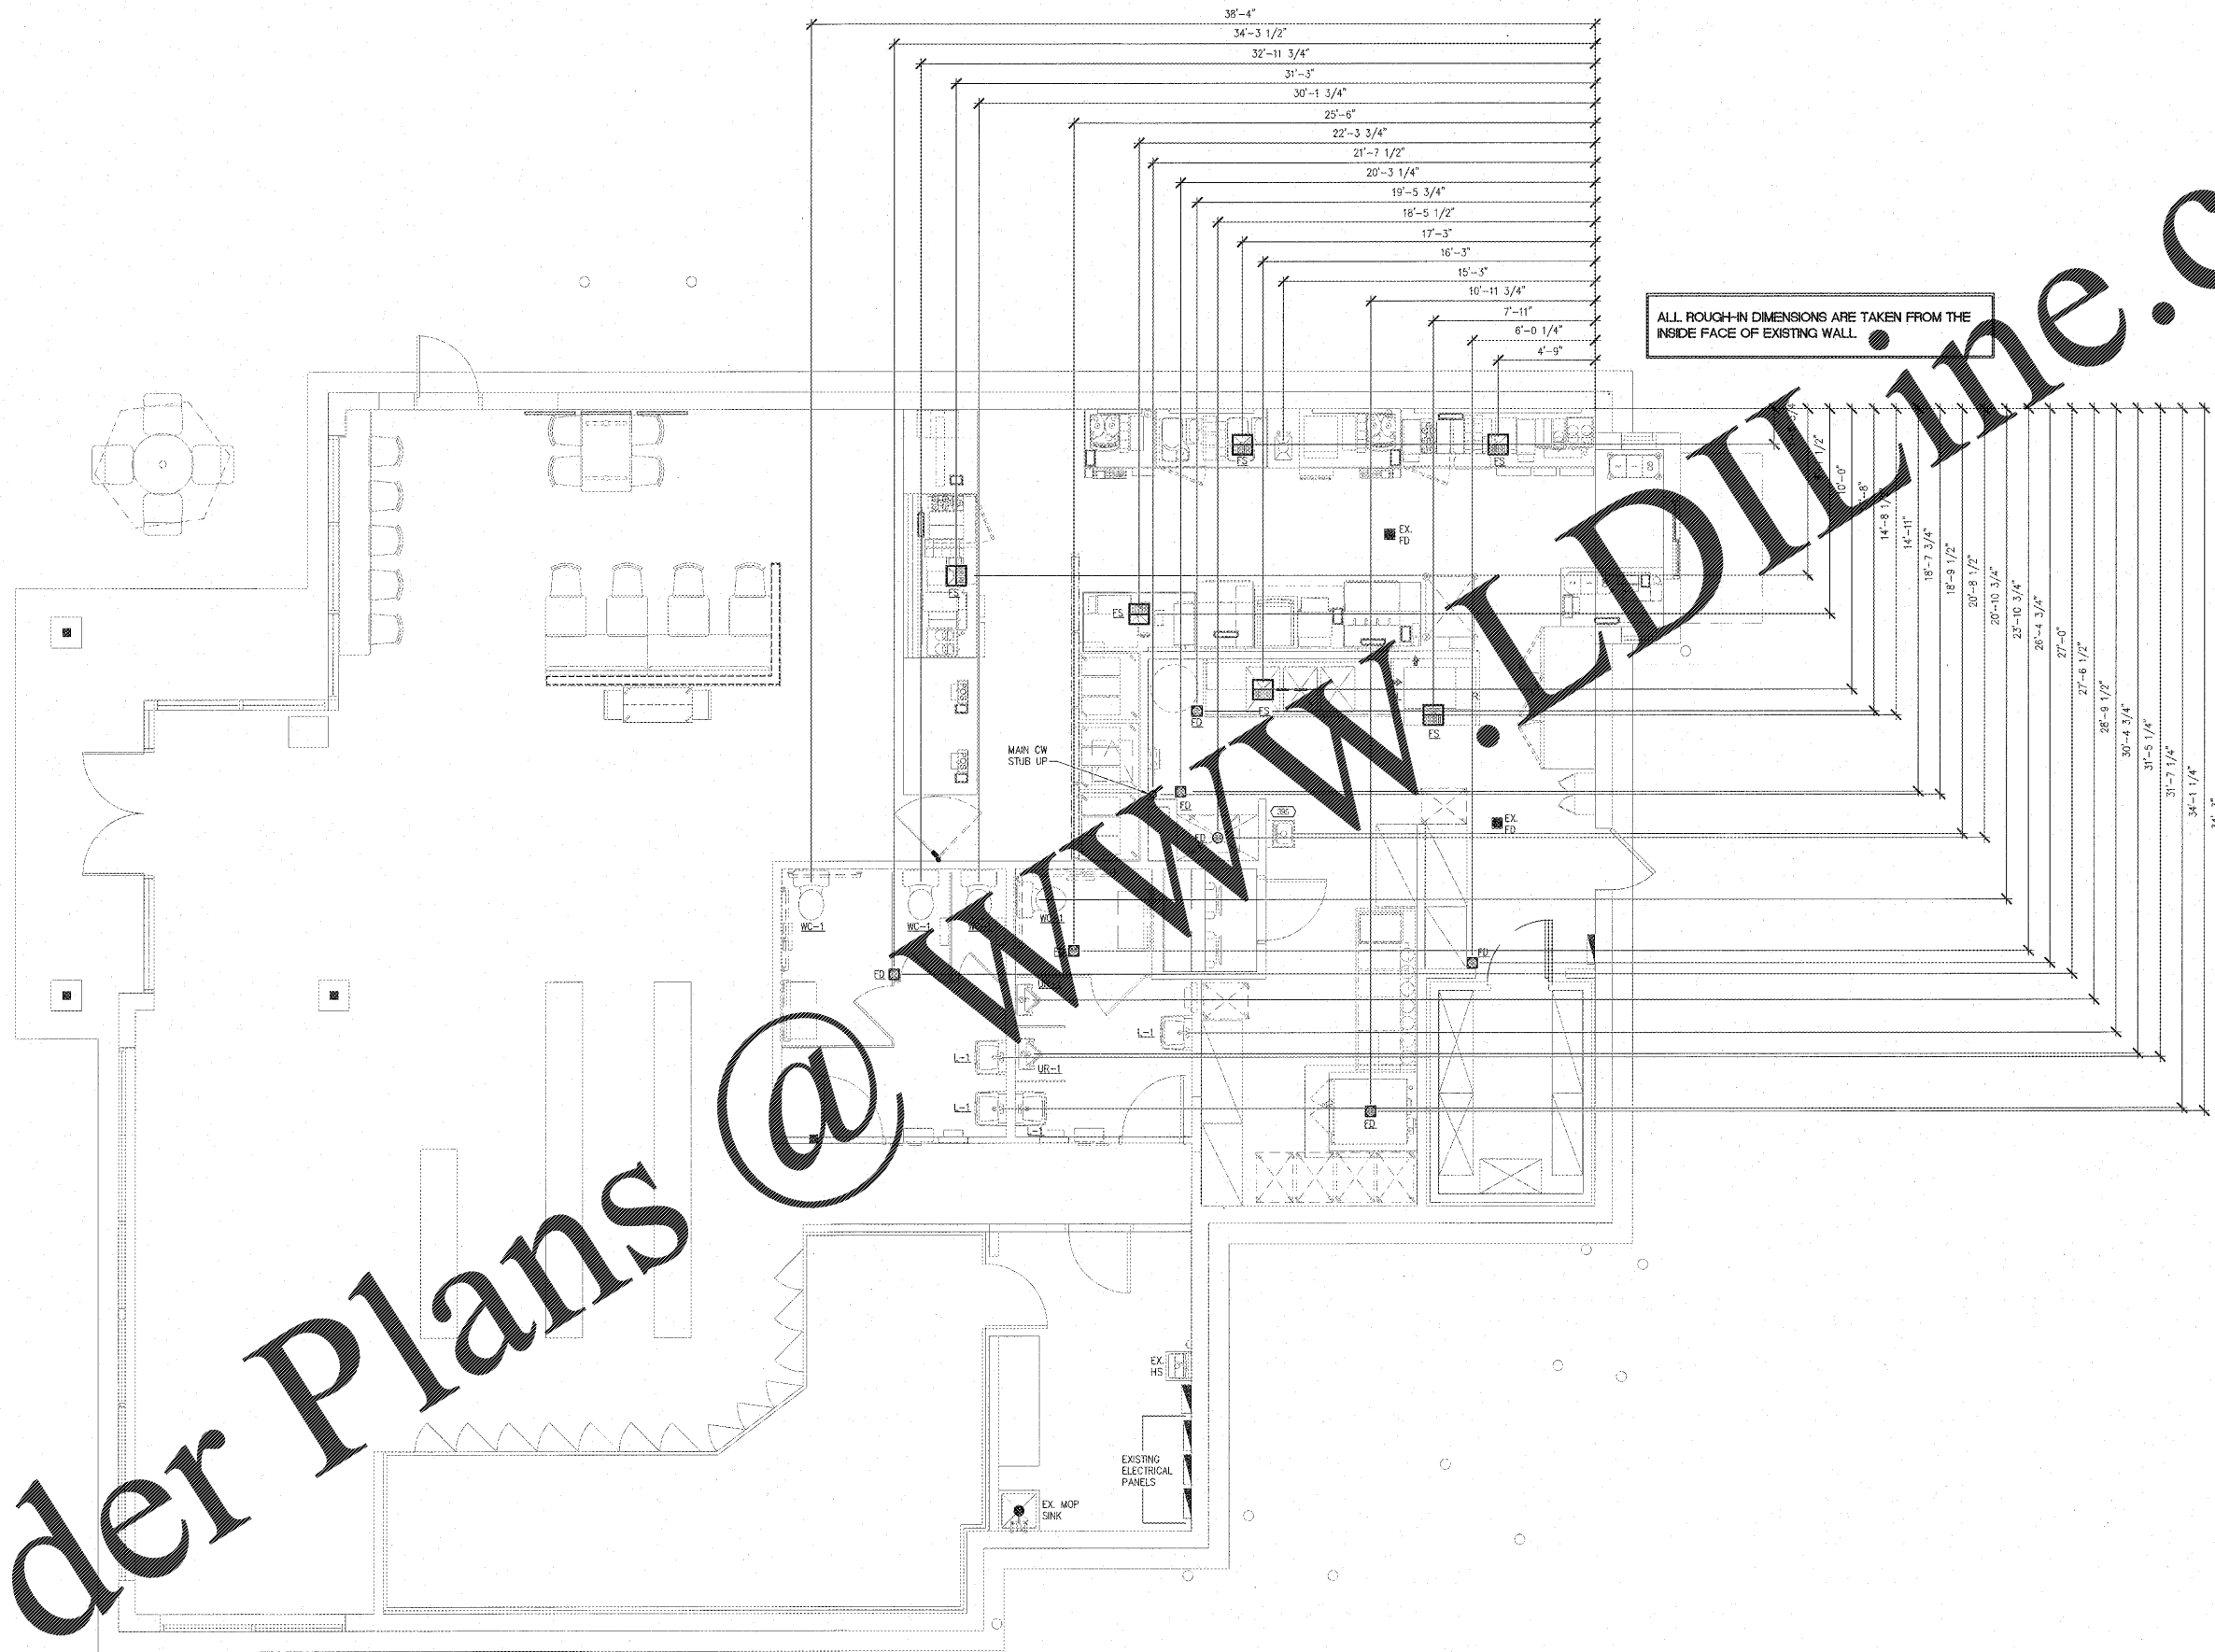 38'-4"
34'-3 1/2"
32'-11 3/4"
31'-3"
30'-1 3/4"
25'-6"
22'-3 3/4"
21'-7 1/2"
20'-3 1/4"
19'-5 3/4"
18'-5 1/2"
17'-3"
16'-3"
15'-3"
10'-11 3/4"
7'-11"
6'-0 1/4"
4'-9"
ALL ROUGH-IN DIMENSIONS ARE TAKEN FROM THE
INSIDE FACE OF EXISTING WALL
10'-0"
14'-11"
18'-7 3/4"
18'-9 1/2"
20'-8 1/2"
20'-10 3/4"
23'-10 3/4"
26'-4 3/4"
27'-0"
27'-6 1/2"
28'-9 1/2"
30'-4 3/4"
31'-5 1/4"
31'-7 1/4"
34'-1 1/4"
FS
FS
EX.
FD
FS
FS
POS
POS
FS
FD
FS
MAIN CW
STUB UP
FD
395
EX.
FD
FD
WC-1
WC-1
FD
FD
L-1
L-1
UR-1
L-1
L-1
FD
EX.
HS
EXISTING
ELECTRICAL
PANELS
EX. MOP
SINK
der Plans @ www.LDILine.c